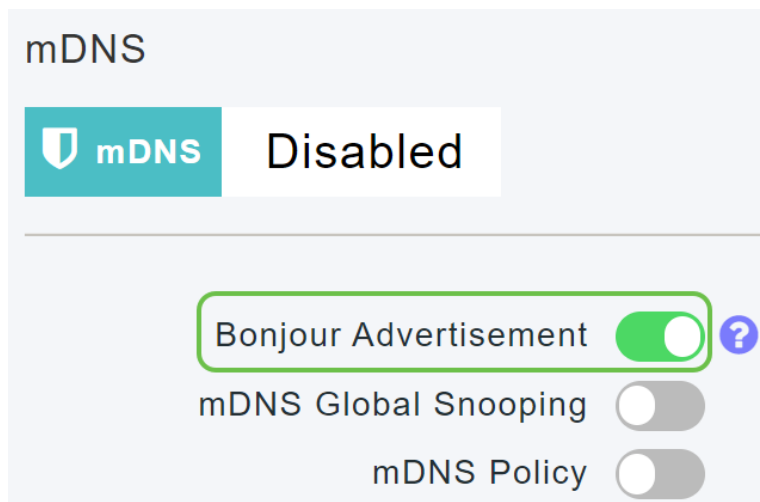 mDNS
mDNS Disabled
Bonjour Advertisement ?
mDNS Global Snooping
mDNS Policy